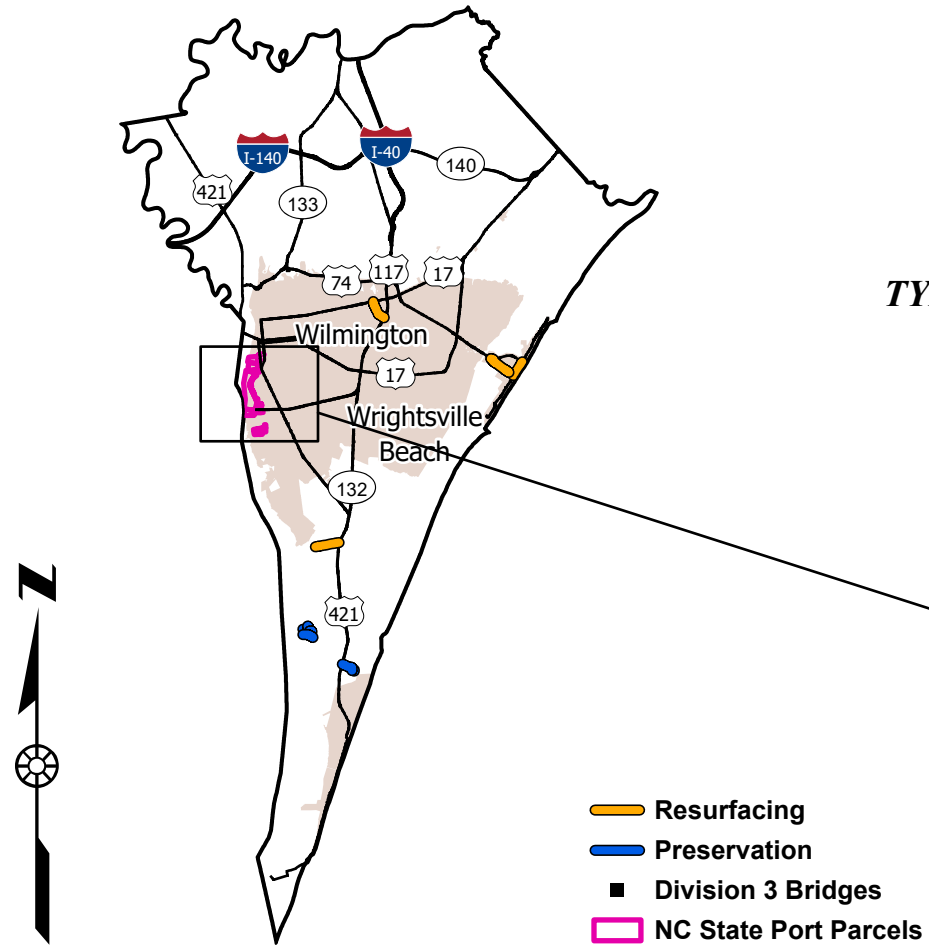 I-140
I-40
140
421
133
74
117
17
TY
Wilmington
17
Wrightsville
Beach
132
421
N
Resurfacing
Preservation
Division 3 Bridges
NC State Port Parcels